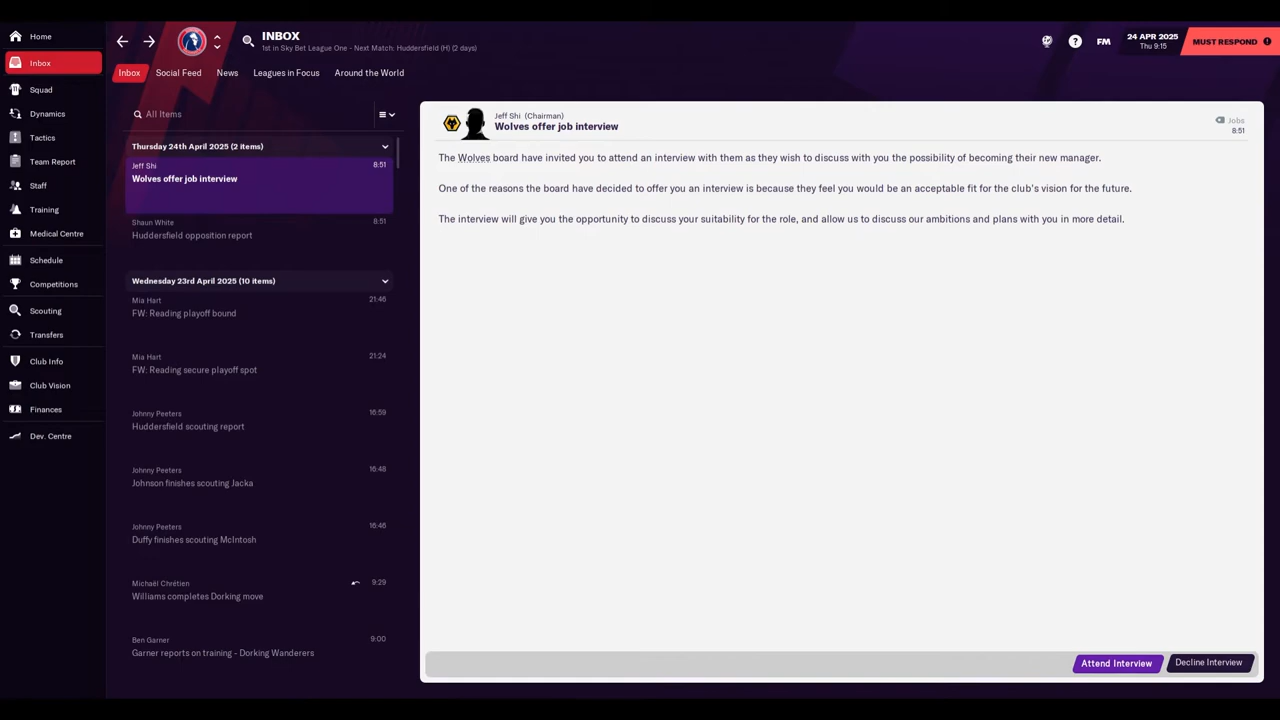 Home
INBOX
1st in Sky Bet League One - Next Match: Huddersfield (H) (2 days)
FM
24 APR 2025
Thu 9:15
MUST RESPOND
Inbox
Inbox
Social Feed
News
Leagues in Focus
Around the World
Squad
Dynamics
Tactics
Team Report
Staff
Training
Medical Centre
Schedule
Competitions
Scouting
Transfers
Club Info
Club Vision
Finances
Dev. Centre
All Items
Thursday 24th April 2025 (2 items)
Jeff Shi
8:51
Wolves offer job interview
Shaun White
8:51
Huddersfield opposition report
Wednesday 23rd April 2025 (10 items)
Mia Hart
21:46
FW: Reading playoff bound
Mia Hart
21:24
FW: Reading secure playoff spot
Johnny Peeters
16:59
Huddersfield scouting report
Johnny Peeters
16:48
Johnson finishes scouting Jacka
Johnny Peeters
16:46
Duffy finishes scouting McIntosh
Michaël Chrétien
9:29
Williams completes Dorking move
Ben Garner
9:00
Garner reports on training - Dorking Wanderers
Jeff Shi (Chairman)
Wolves offer job interview
Jobs
8:51
The Wolves board have invited you to attend an interview with them as they wish to discuss with you the possibility of becoming their new manager.
One of the reasons the board have decided to offer you an interview is because they feel you would be an acceptable fit for the club's vision for the future.
The interview will give you the opportunity to discuss your suitability for the role, and allow us to discuss our ambitions and plans with you in more detail.
Attend Interview
Decline Interview